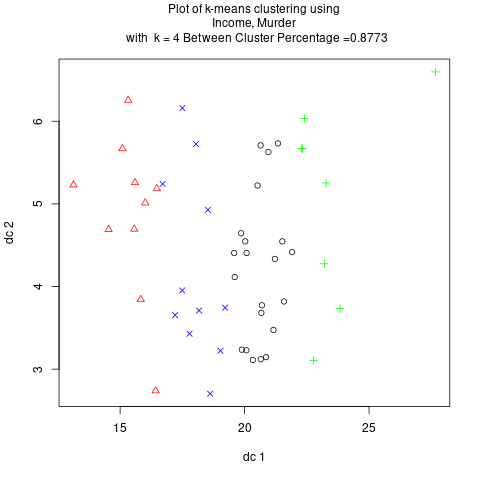 Plot of k-means clustering using
Income, Murder
with k = 4 Between Cluster Percentage =0.8773
6
5
4
3
dc 2
15 20 25
dc 1